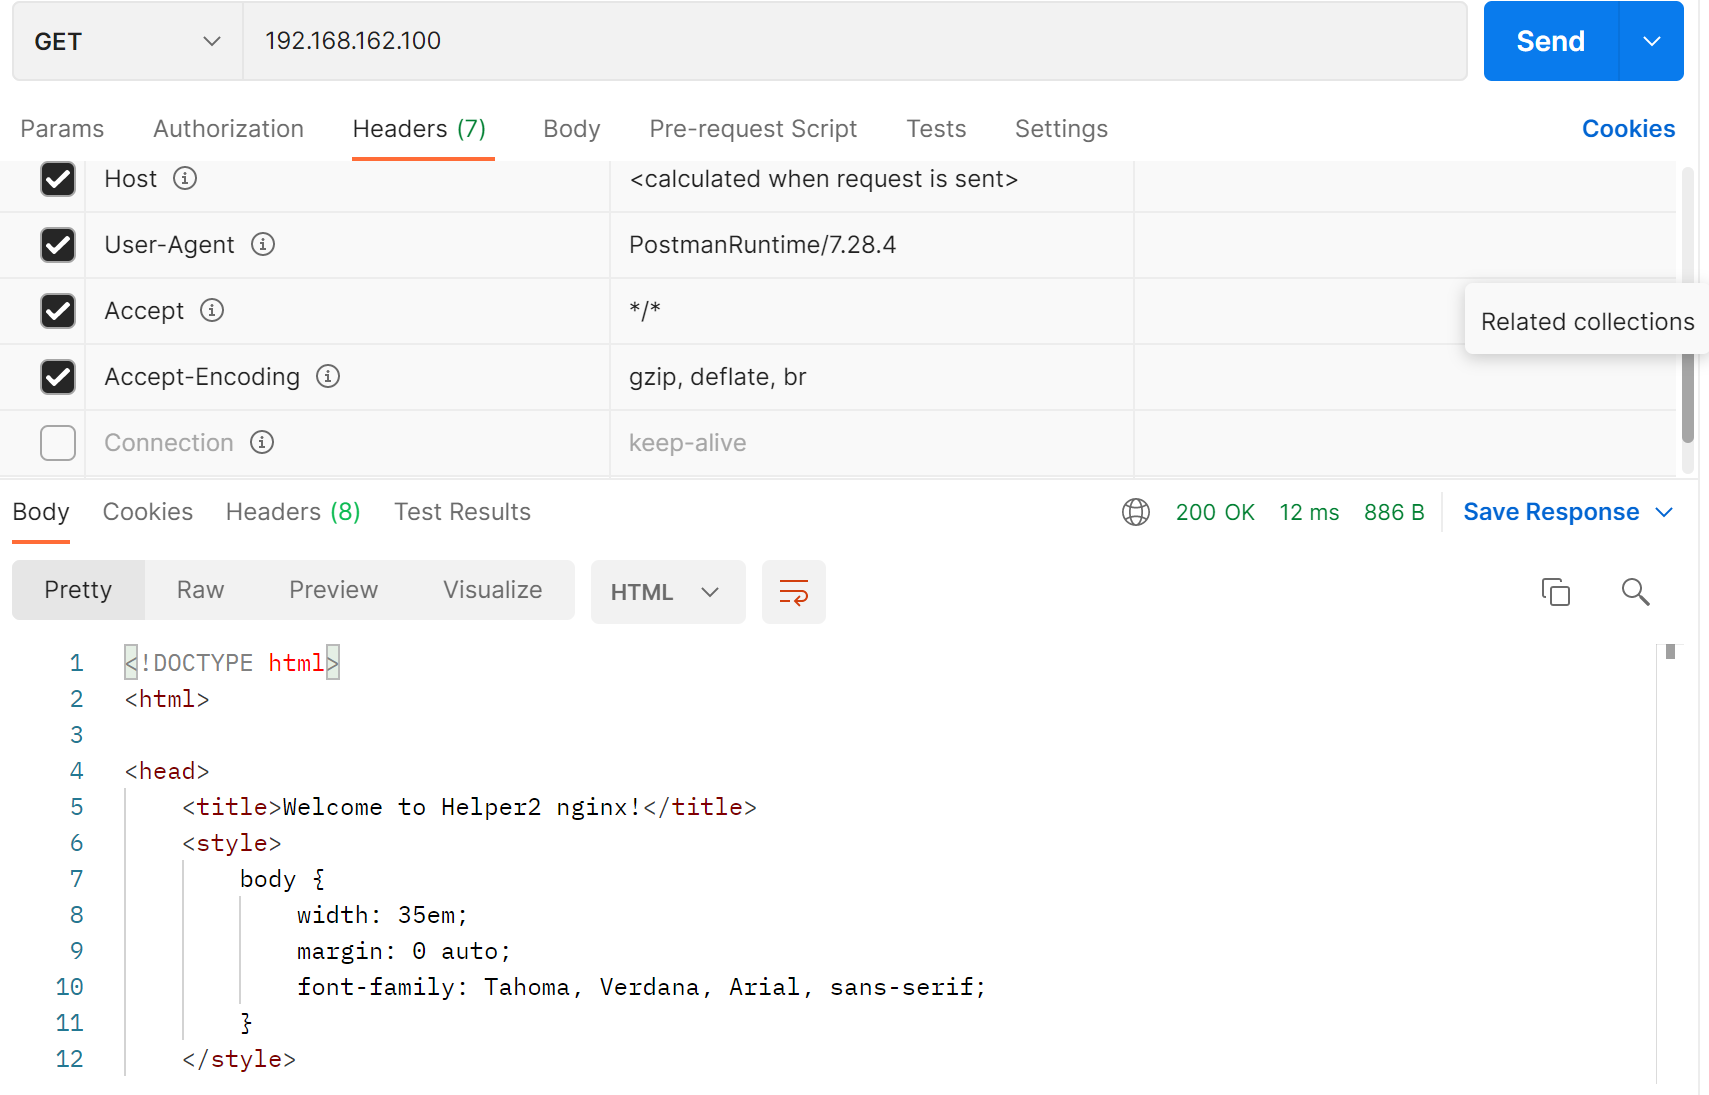 GET 192.168.162.100 Send
Params Authorization Headers (7) Body Pre-request Script Tests Settings Cookies
Host <calculated when request is sent>
User-Agent PostmanRuntime/7.28.4
Accept */*
Related collections
Accept-Encoding gzip, deflate, br
Connection keep-alive
Body Cookies Headers (8) Test Results 200 OK 12 ms 886 B Save Response
Pretty Raw Preview Visualize HTML
1 <!DOCTYPE html>
2 <html>
3
4 <head>
5 <title>Welcome to Helper2 nginx!</title>
6 <style>
7 body {
8 width: 35em;
9 margin: 0 auto;
10 font-family: Tahoma, Verdana, Arial, sans-serif;
11 }
12 </style>